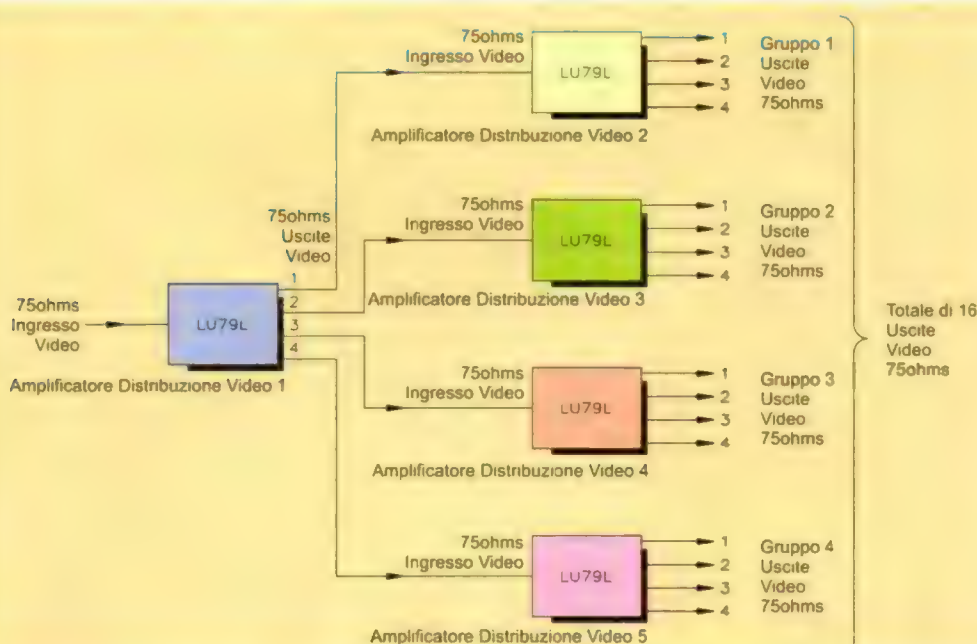 75ohms
Ingresso Video
LU79L
1
2
3
4
Gruppo 1
Uscite
Video
75ohms
Amplificatore Distribuzione Video 2
75ohms
Ingresso Video
LU79L
1
2
3
4
Gruppo 2
Uscite
Video
75ohms
Amplificatore Distribuzione Video 3
75ohms
Uscite
Video
1
2
3
4
75ohms
Ingresso
Video
LU79L
Amplificatore Distribuzione Video 1
75ohms
Ingresso Video
LU79L
1
2
3
4
Gruppo 3
Uscite
Video
75ohms
Amplificatore Distribuzione Video 4
75ohms
Ingresso Video
LU79L
1
2
3
4
Gruppo 4
Uscite
Video
75ohms
Amplificatore Distribuzione Video 5
Totale di 16
Uscite
Video
75ohms